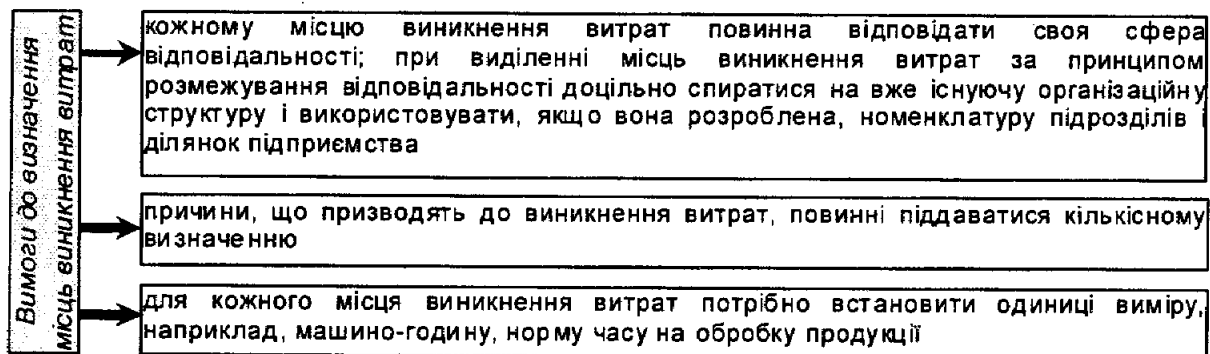 Вимоги до визначення
місць виникнення витрат
кожному місцю виникнення витрат повинна відповідати своя сфера
відповідальності; при виділенні місць виникнення витрат за принципом
розмежування відповідальності доцільно спиратися на вже існуючу організаційну
структуру і використовувати, якщо вона розроблена, номенклатуру підрозділів і
ділянок підприємства
причини, що призводять до виникнення витрат, повинні піддаватися кількісному
визначенню
для кожного місця виникнення витрат потрібно встановити одиниці виміру,
наприклад, машино-годину, норму часу на обробку продукції